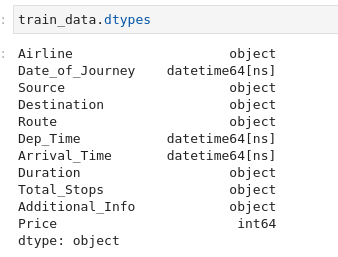 : train_data.dtypes
: Airline object
Date_of_Journey datetime64[ns]
Source object
Destination object
Route object
Dep_Time datetime64[ns]
Arrival_Time datetime64[ns]
Duration object
Total_Stops object
Additional_Info object
Price int64
dtype: object